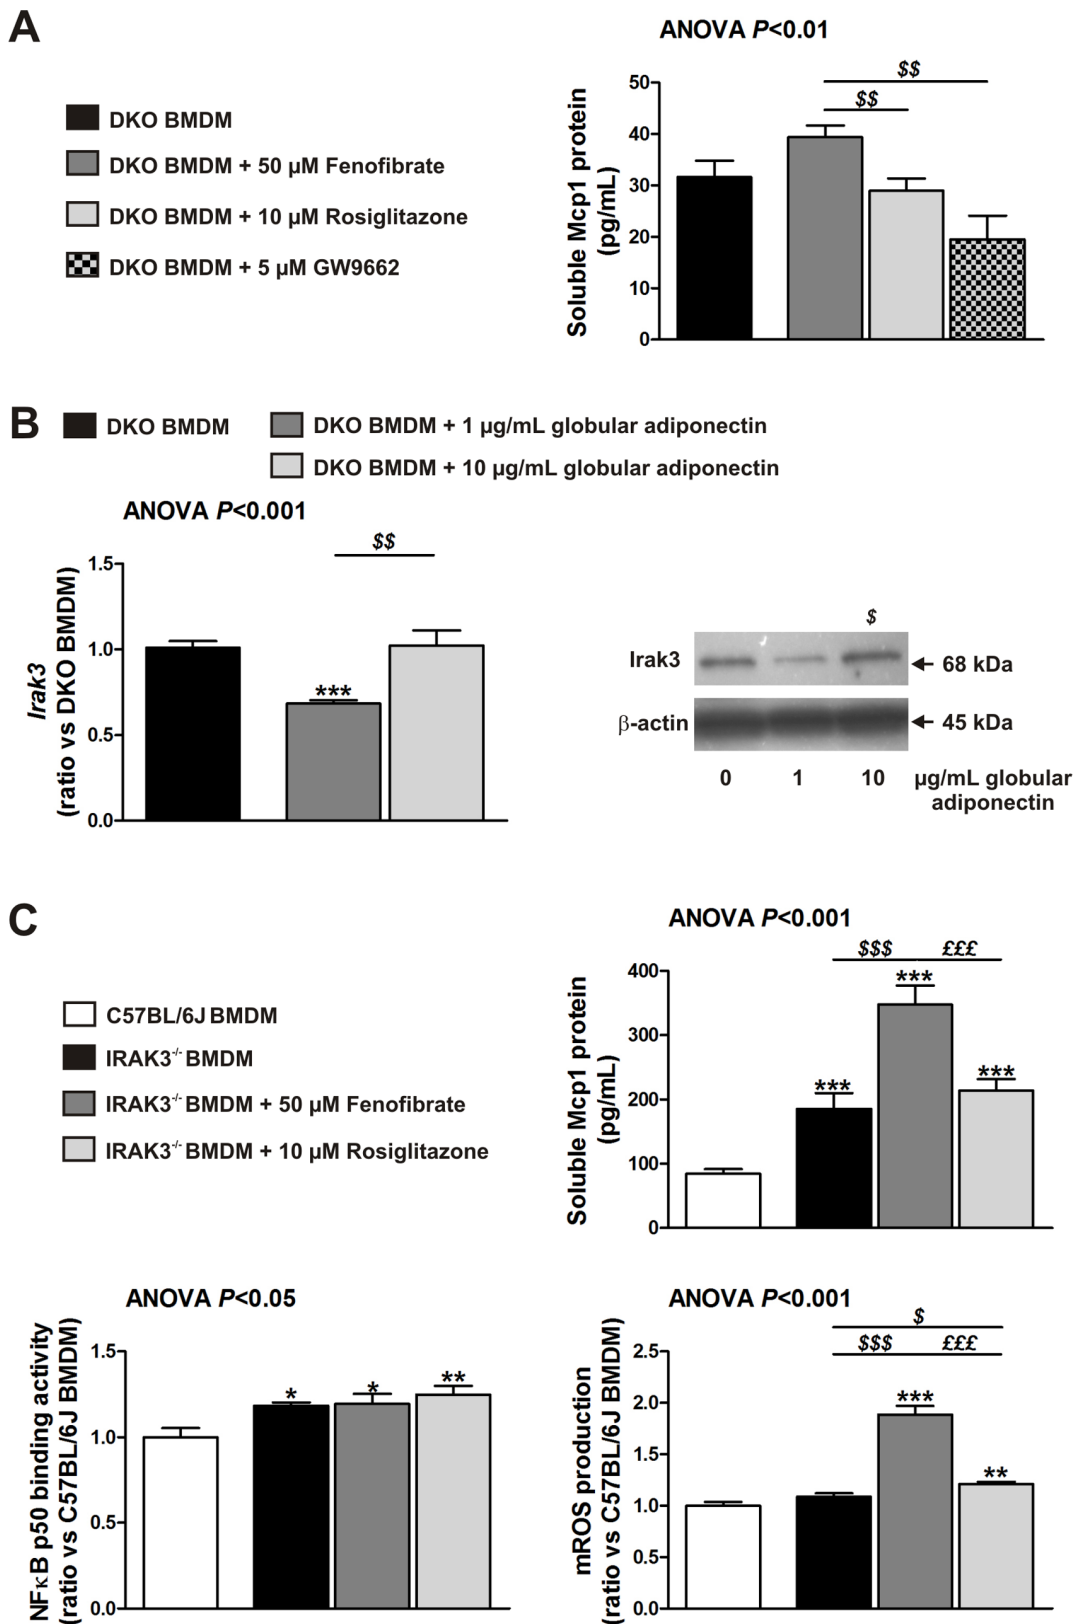 A
ANOVA P<0.01
DKO BMDM
DKO BMDM + 50 µM Fenofibrate
DKO BMDM + 10 µM Rosiglitazone
DKO BMDM + 5 µM GW9662
Soluble Mcp1 protein
(pg/mL)
50
40
30
20
10
0
$$
$$
B
DKO BMDM
DKO BMDM + 1 µg/mL globular adiponectin
DKO BMDM + 10 µg/mL globular adiponectin
ANOVA P<0.001
Irak3
(ratio vs DKO BMDM)
1.5
1.0
0.5
0.0
$$
***
$
Irak3
68 kDa
β-actin
45 kDa
0 1 10 µg/mL globular
adiponectin
C
C57BL/6J BMDM
IRAK3-/- BMDM
IRAK3-/- BMDM + 50 µM Fenofibrate
IRAK3-/- BMDM + 10 µM Rosiglitazone
ANOVA P<0.001
Soluble Mcp1 protein
(pg/mL)
400
300
200
100
0
$$$ £££
***
***
***
ANOVA P<0.05
NFκB p50 binding activity
(ratio vs C57BL/6J BMDM)
1.5
1.0
0.5
0.0
* * **
ANOVA P<0.001
mROS production
(ratio vs C57BL/6J BMDM)
2.5
2.0
1.5
1.0
0.5
0.0
$
$$$ £££
***
**